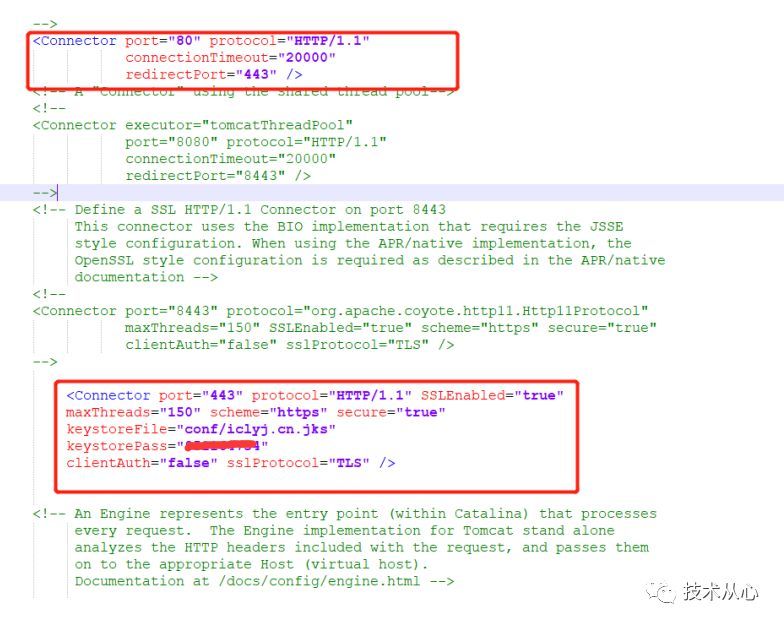 -->
<Connector port="80" protocol="HTTP/1.1"
connectionTimeout="20000"
redirectPort="443" />
<!-- A "Connector" using the shared thread pool-->
<!--
<Connector executor="tomcatThreadPool"
port="8080" protocol="HTTP/1.1"
connectionTimeout="20000"
redirectPort="8443" />
-->
<!-- Define a SSL HTTP/1.1 Connector on port 8443
This connector uses the BIO implementation that requires the JSSE
style configuration. When using the APR/native implementation, the
OpenSSL style configuration is required as described in the APR/native
documentation -->
<!--
<Connector port="8443" protocol="org.apache.coyote.http11.Http11Protocol"
maxThreads="150" SSLEnabled="true" scheme="https" secure="true"
clientAuth="false" sslProtocol="TLS" />
-->
<Connector port="443" protocol="HTTP/1.1" SSLEnabled="true"
maxThreads="150" scheme="https" secure="true"
keystoreFile="conf/iclyj.cn.jks"
keystorePass="
clientAuth="false" sslProtocol="TLS" />
<!-- An Engine represents the entry point (within Catalina) that processes
every request. The Engine implementation for Tomcat stand alone
analyzes the HTTP headers included with the request, and passes them
on to the appropriate Host (virtual host).
Documentation at /docs/config/engine.html -->
技术从心